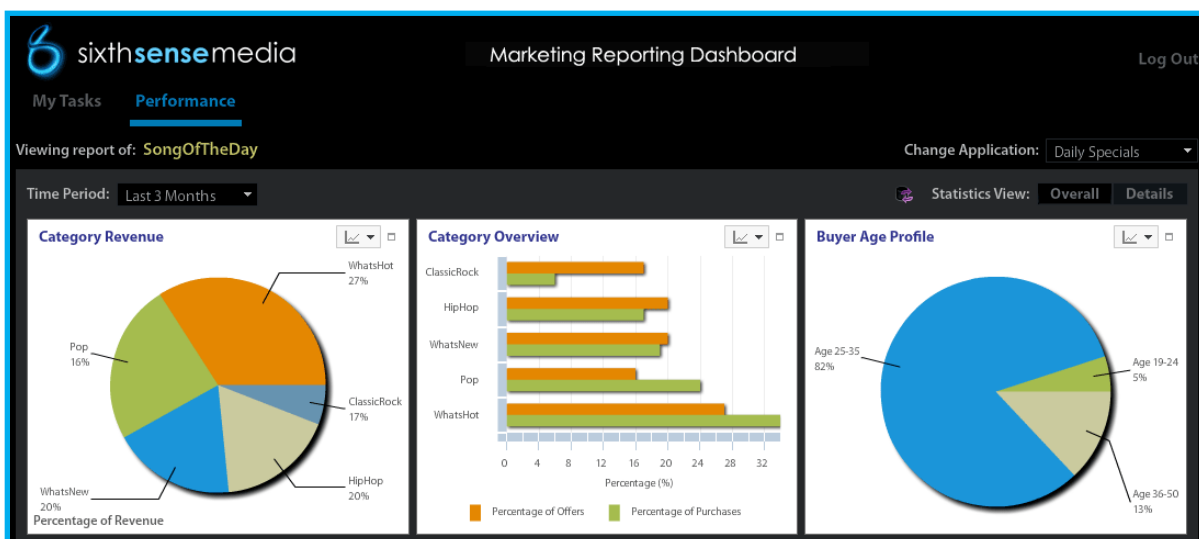 sixthsensemedia
Marketing Reporting Dashboard
Log Out
My Tasks
Performance
Viewing report of: SongOfTheDay
Change Application:
Daily Specials
Time Period:
Last 3 Months
Statistics View:
Overall
Details
Category Revenue
WhatsHot
27%
Pop
16%
ClassicRock
17%
HipHop
20%
WhatsNew
20%
Percentage of Revenue
Category Overview
ClassicRock
HipHop
WhatsNew
Pop
WhatsHot
0 4 8 12 16 20 24 28 32
Percentage (%)
Percentage of Offers
Percentage of Purchases
Buyer Age Profile
Age 25-35
82%
Age 19-24
5%
Age 36-50
13%